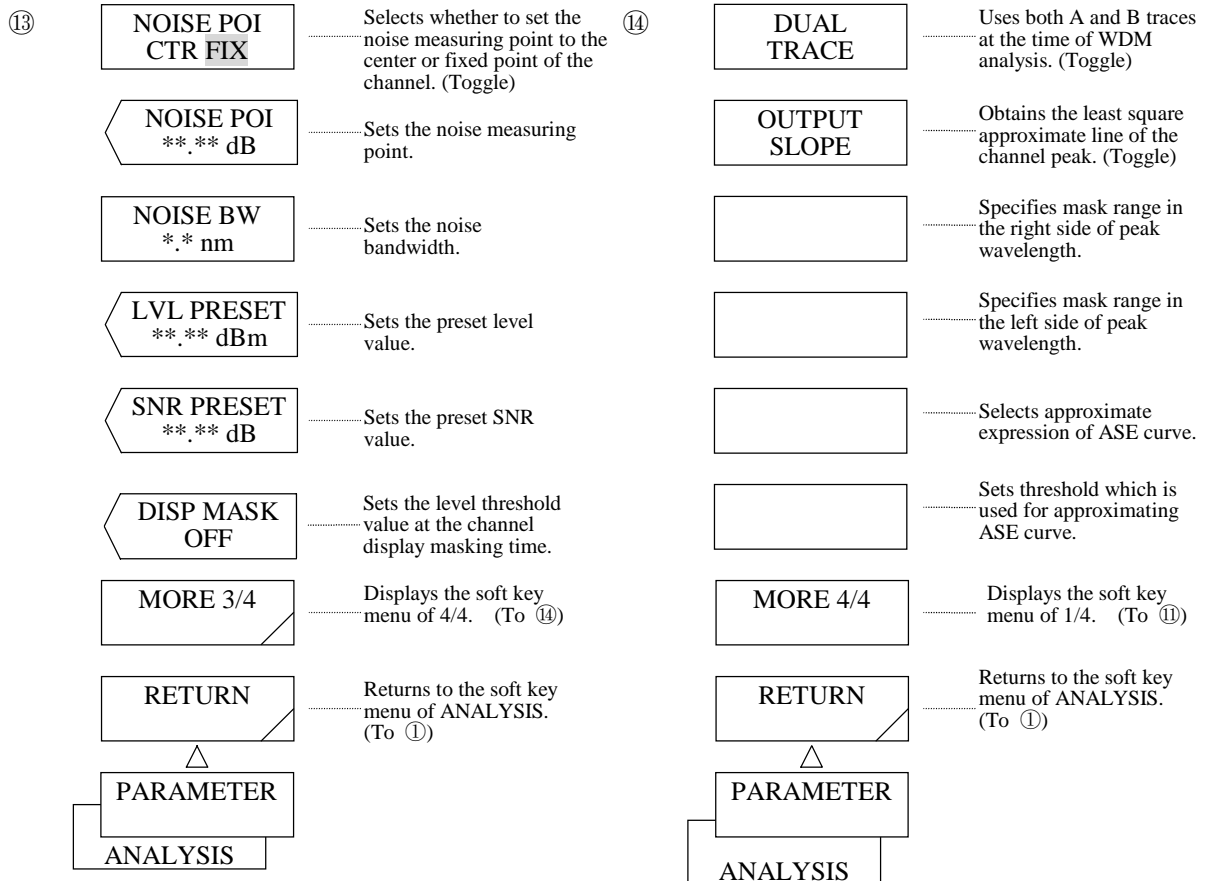 ⑬
NOISE POI
CTR FIX
Selects whether to set the
noise measuring point to the
center or fixed point of the
channel. (Toggle)
NOISE POI
**.** dB
Sets the noise measuring
point.
NOISE BW
*.* nm
Sets the noise
bandwidth.
LVL PRESET
**.** dBm
Sets the preset level
value.
SNR PRESET
**.** dB
Sets the preset SNR
value.
DISP MASK
OFF
Sets the level threshold
value at the channel
display masking time.
MORE 3/4
Displays the soft key
menu of 4/4. (To ⑭)
RETURN
Returns to the soft key
menu of ANALYSIS.
(To ①)
PARAMETER
ANALYSIS
⑭
DUAL
TRACE
Uses both A and B traces
at the time of WDM
analysis. (Toggle)
OUTPUT
SLOPE
Obtains the least square
approximate line of the
channel peak. (Toggle)
Specifies mask range in
the right side of peak
wavelength.
Specifies mask range in
the left side of peak
wavelength.
Selects approximate
expression of ASE curve.
Sets threshold which is
used for approximating
ASE curve.
MORE 4/4
Displays the soft key
menu of 1/4. (To ⑪)
RETURN
Returns to the soft key
menu of ANALYSIS.
(To ①)
PARAMETER
ANALYSIS